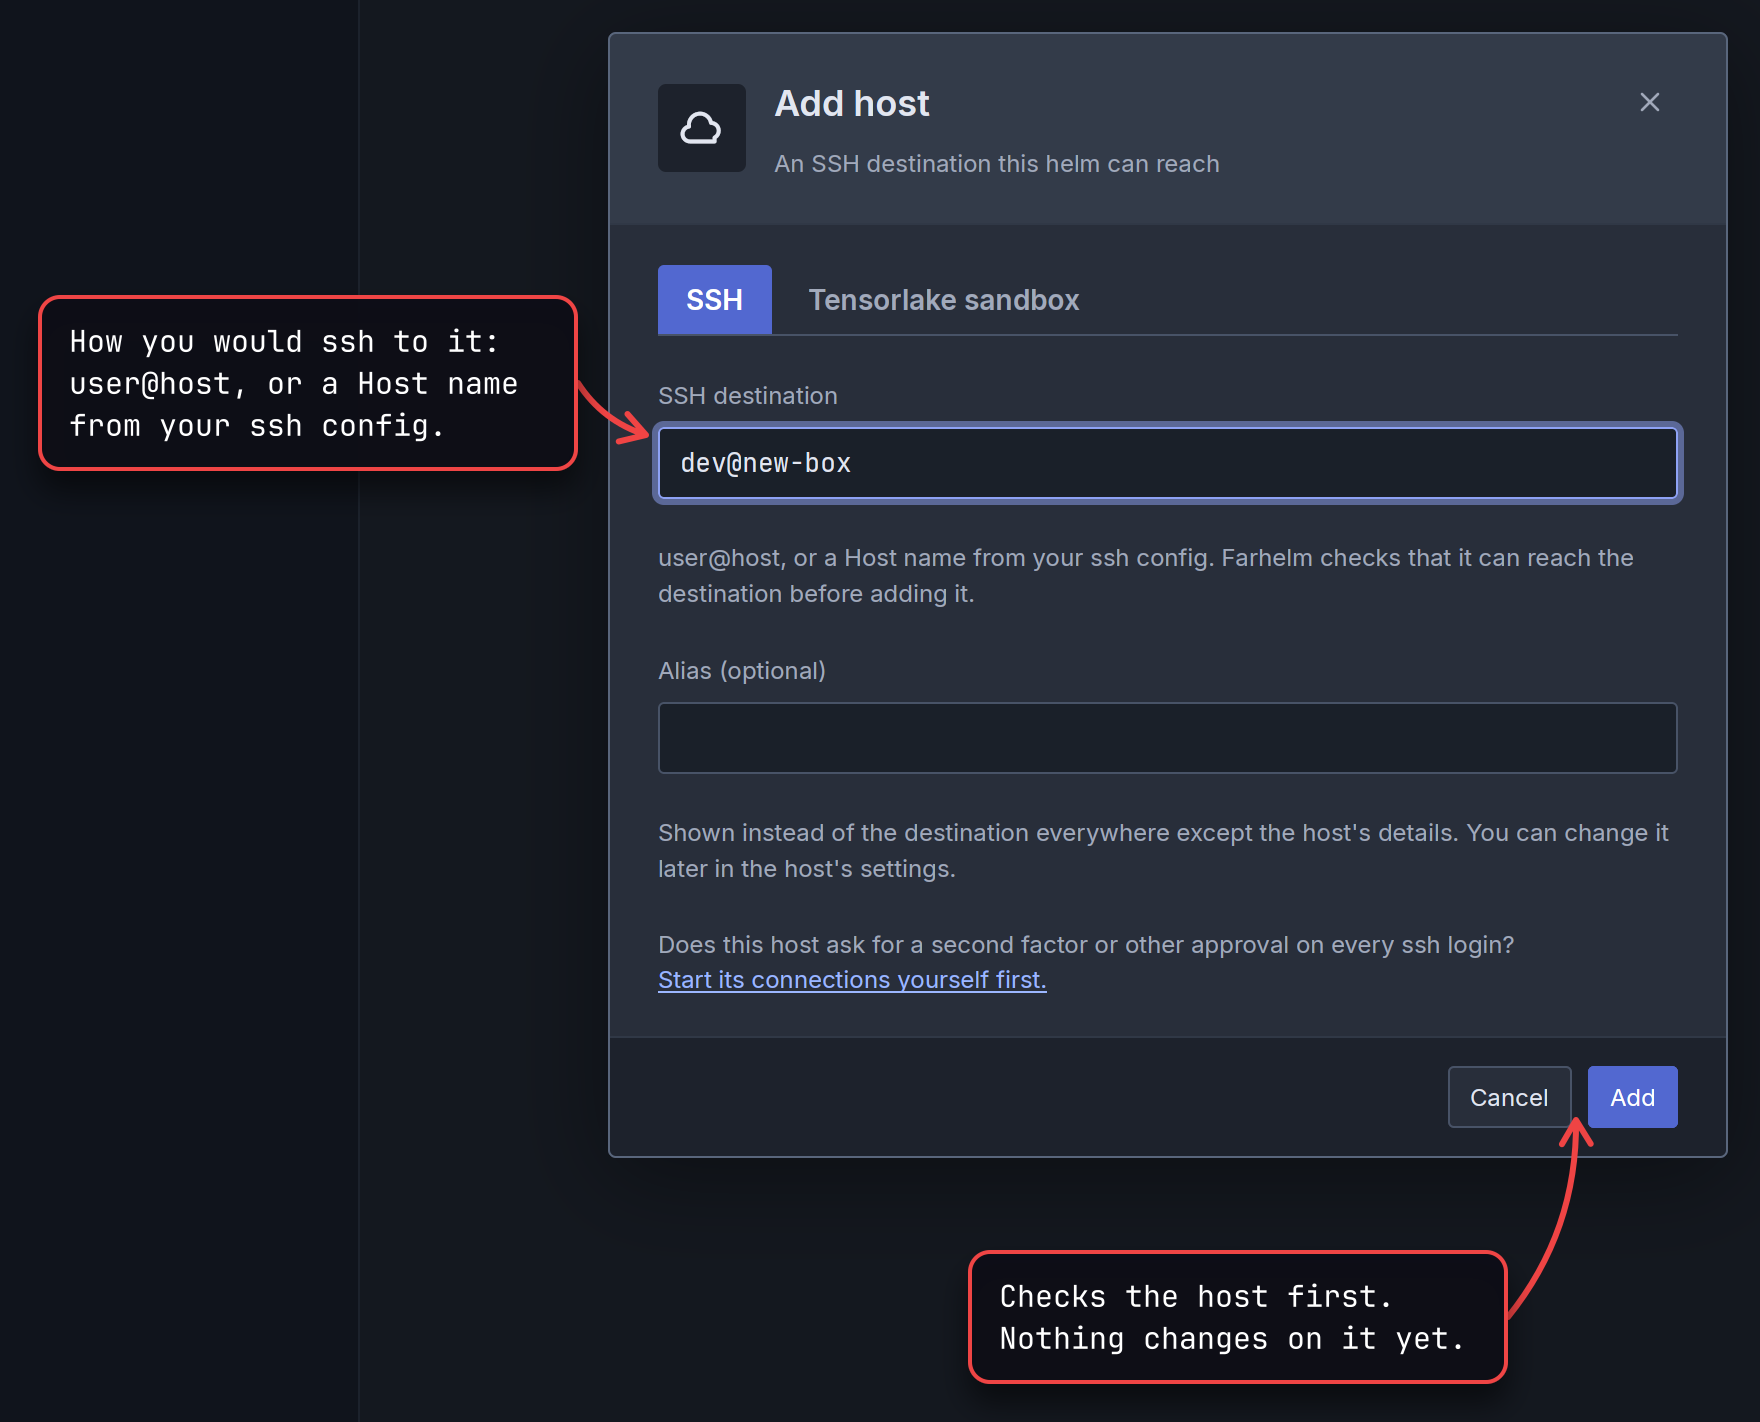 Add host
An SSH destination this helm can reach
SSH
Tensorlake sandbox
How you would ssh to it:
user@host, or a Host name
from your ssh config.
SSH destination
dev@new-box
user@host, or a Host name from your ssh config. Farhelm checks that it can reach the
destination before adding it.
Alias (optional)
Shown instead of the destination everywhere except the host's details. You can change it
later in the host's settings.
Does this host ask for a second factor or other approval on every ssh login?
Start its connections yourself first.
Cancel
Add
Checks the host first.
Nothing changes on it yet.